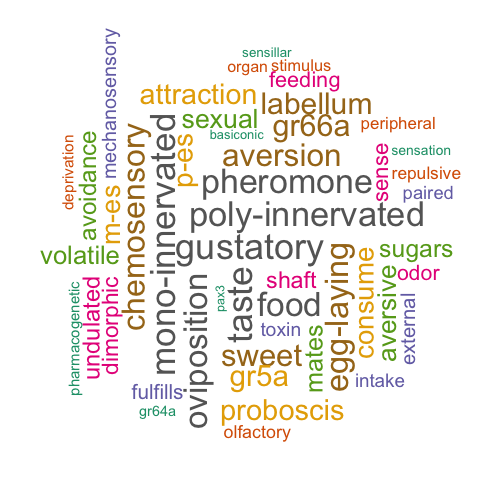 sensillar
organ
stimulus
feeding
attraction
labellum
sexual
gr66a
peripheral
basiconic
mechanosensory
deprivation
avoidance
m-es
chemosensory
mono-innervated
p-es
aversion
sense
sensation
repulsive
pheromone
paired
poly-innervated
volatile
gustatory
sugars
odor
pharmacogenetic
undulated
dimorphic
oviposition
pax3
taste
shaft
food
toxin
mates
egg-laying
consume
aversive
external
sweet
gr5a
fulfills
intake
gr64a
proboscis
olfactory